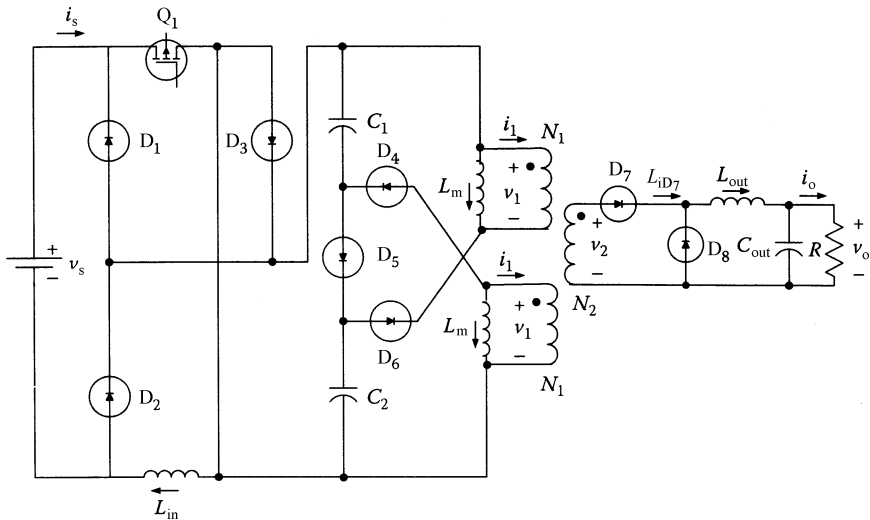 i_s
Q_1
D_1
D_3
C_1
D_4
D_5
D_6
C_2
D_2
L_in
+
v_s
−
L_m
i_1
N_1
+
v_1
−
i_1
L_m
+
v_1
−
N_1
+
v_2
−
N_2
D_7
L_iD7
L_out
i_o
D_8
C_out
R
+
v_o
−